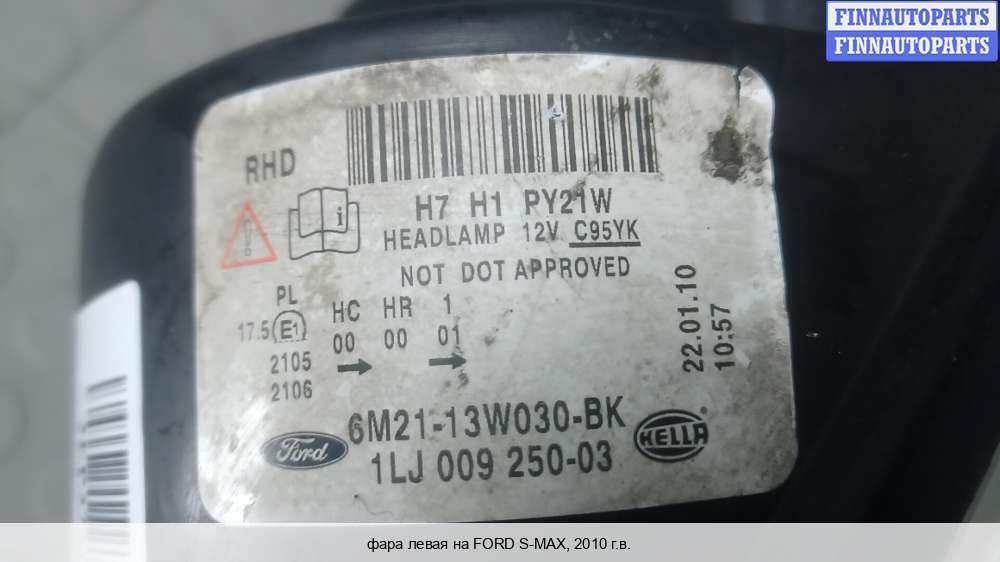 FINNAUTOPARTS
FINNAUTOPARTS
RHD
H7 H1 PY21W
HEADLAMP 12V C95YK
NOT DOT APPROVED
PL HC HR 1
17.5 E1 00 00 01
2105
2106
22.01.10
10:57
6M21-13W030-BK
Ford
HELLA
1LJ 009 250-03
фара левая на FORD S-MAX, 2010 г.в.